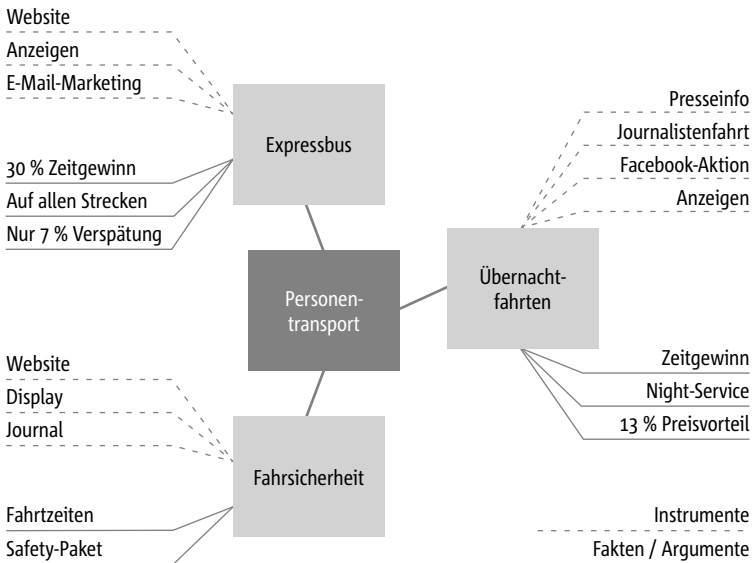 Website
Anzeigen
E-Mail-Marketing
Expressbus
30 % Zeitgewinn
Auf allen Strecken
Nur 7 % Verspätung
Presseinfo
Journalistenfahrt
Facebook-Aktion
Anzeigen
Übernacht-
fahrten
Personen-
transport
Zeitgewinn
Night-Service
13 % Preisvorteil
Website
Display
Journal
Fahrsicherheit
Fahrtzeiten
Safety-Paket
Instrumente
Fakten / Argumente